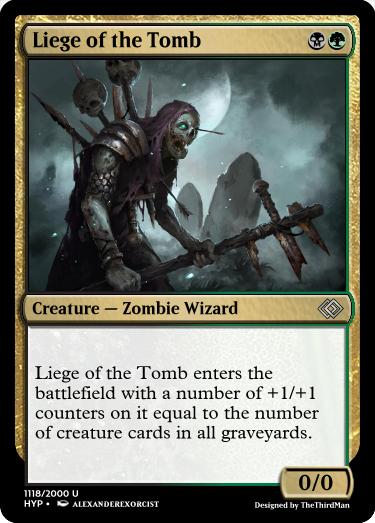 Liege of the Tomb
Creature — Zombie Wizard
Liege of the Tomb enters the
battlefield with a number of +1/+1
counters on it equal to the number
of creature cards in all graveyards.
0/0
1118/2000 U
HYP • ALEXANDEREXORCIST
Designed by TheThirdMan